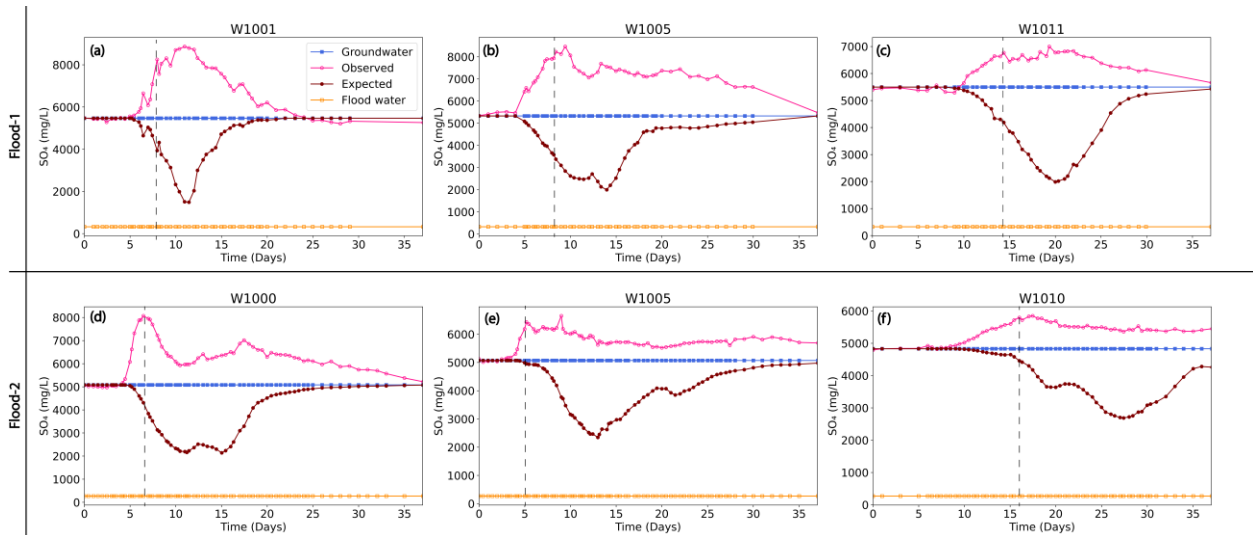 W1001
W1005
W1011
Flood-1
(a)
Groundwater
Observed
Expected
Flood water
SO₄ (mg/L)
8000
6000
4000
2000
0
0 5 10 15 20 25 30 35
Time (Days)
(b)
SO₄ (mg/L)
9000
8000
7000
6000
5000
4000
3000
2000
1000
0
0 5 10 15 20 25 30 35
Time (Days)
(c)
SO₄ (mg/L)
7000
6000
5000
4000
3000
2000
1000
0
0 5 10 15 20 25 30 35
Time (Days)
W1000
W1005
W1010
Flood-2
(d)
SO₄ (mg/L)
8000
7000
6000
5000
4000
3000
2000
1000
0
0 5 10 15 20 25 30 35
Time (Days)
(e)
SO₄ (mg/L)
6000
5000
4000
3000
2000
1000
0
0 5 10 15 20 25 30 35
Time (Days)
(f)
SO₄ (mg/L)
6000
5000
4000
3000
2000
1000
0
0 5 10 15 20 25 30 35
Time (Days)